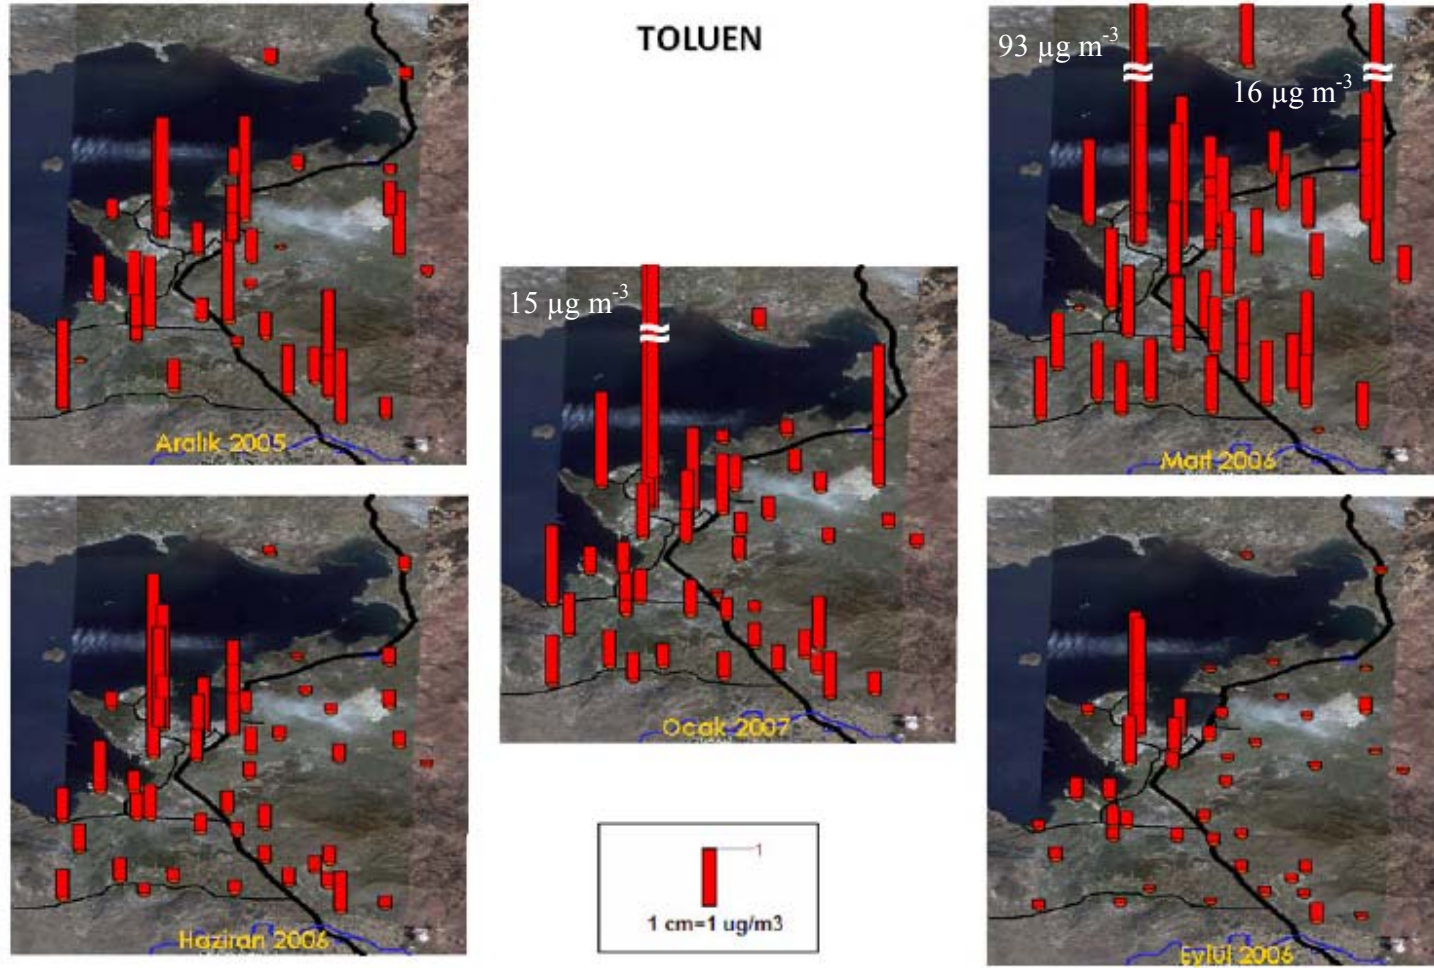 TOLUEN
93 µg m-3
16 µg m-3
Aralık 2005
Mart 2006
15 µg m-3
Ocak 2007
Haziran 2006
Eylül 2006
1
1 cm=1 ug/m3